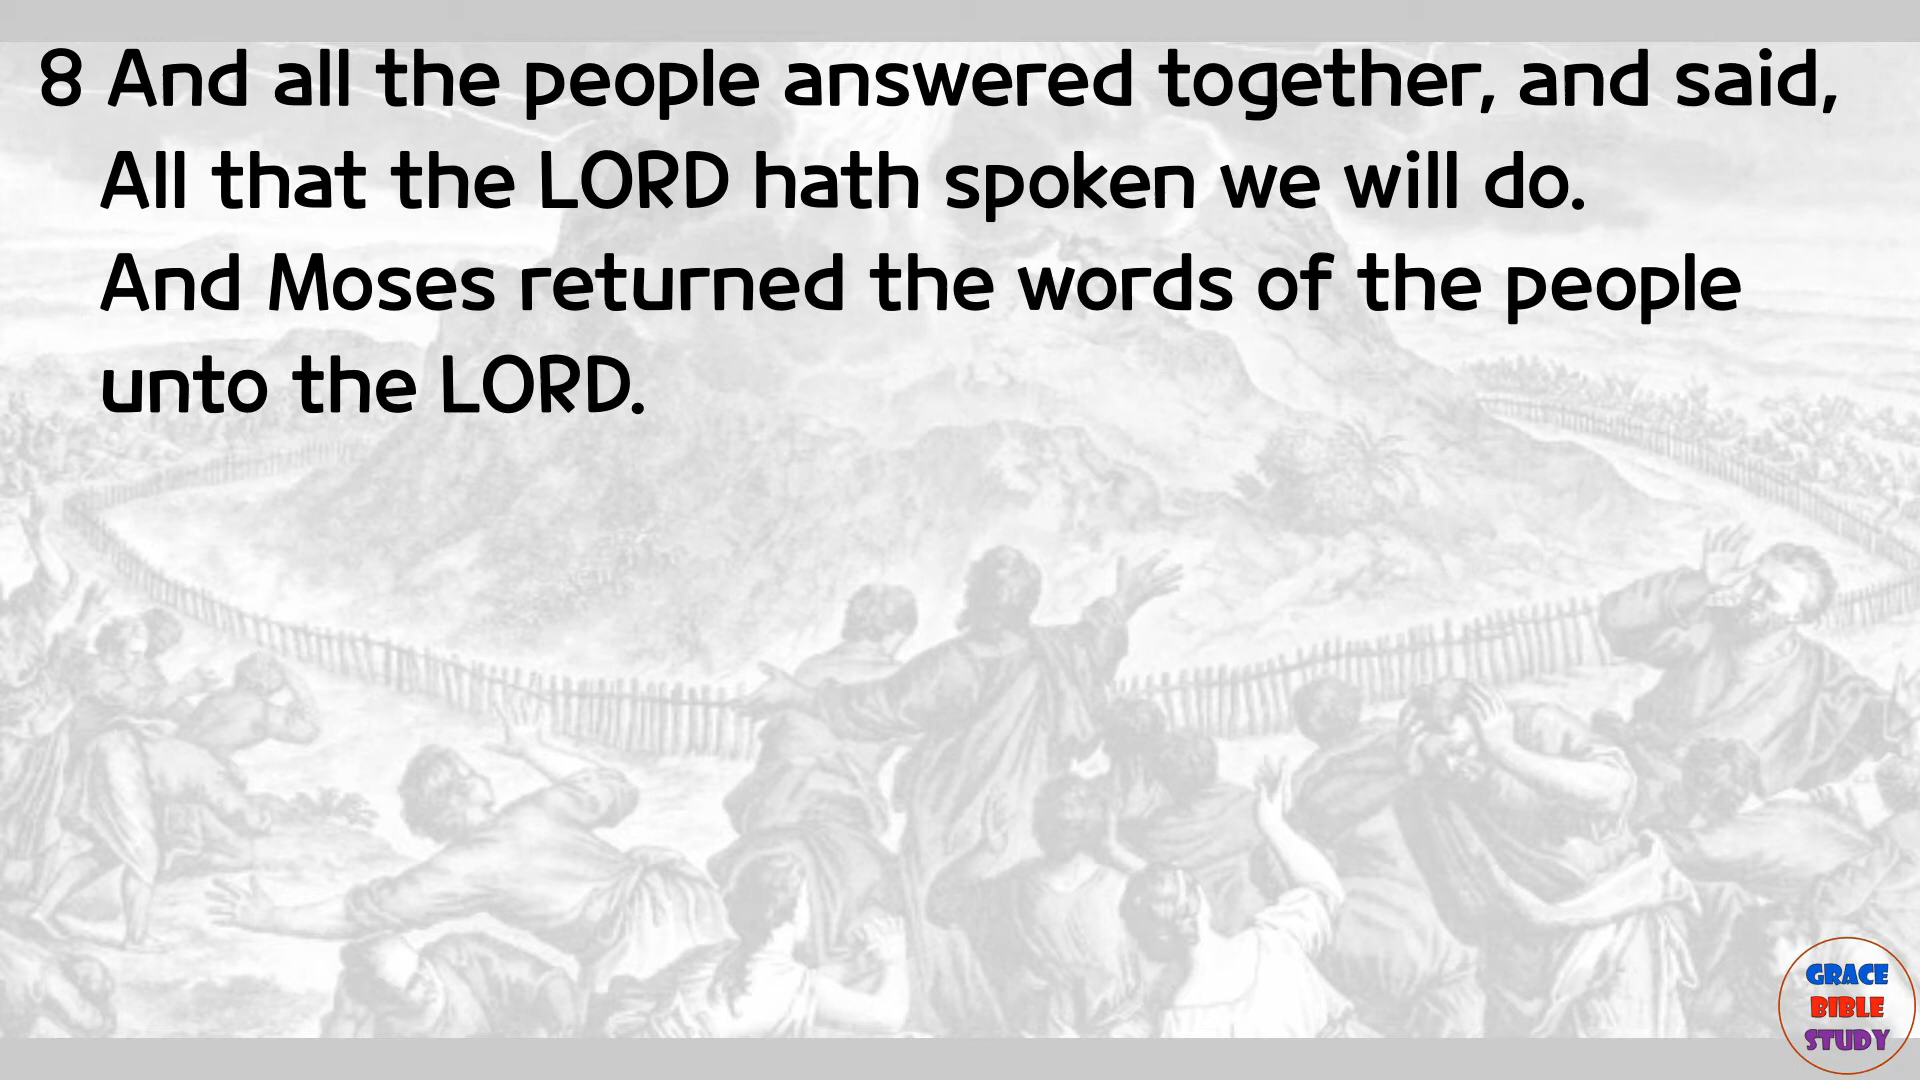 8 And all the people answered together, and said,
All that the LORD hath spoken we will do.
And Moses returned the words of the people
unto the LORD.
GRACE
BIBLE
STUDY